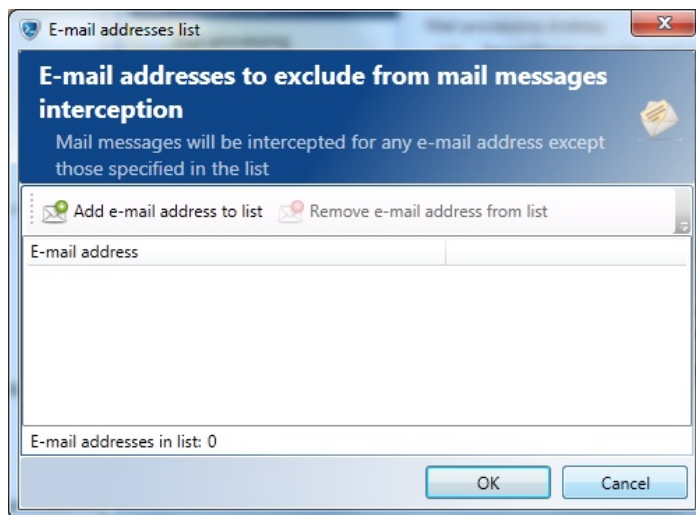 E-mail addresses list
E-mail addresses to exclude from mail messages
interception
Mail messages will be intercepted for any e-mail address except
those specified in the list
Add e-mail address to list Remove e-mail address from list
E-mail address
E-mail addresses in list: 0
OK Cancel